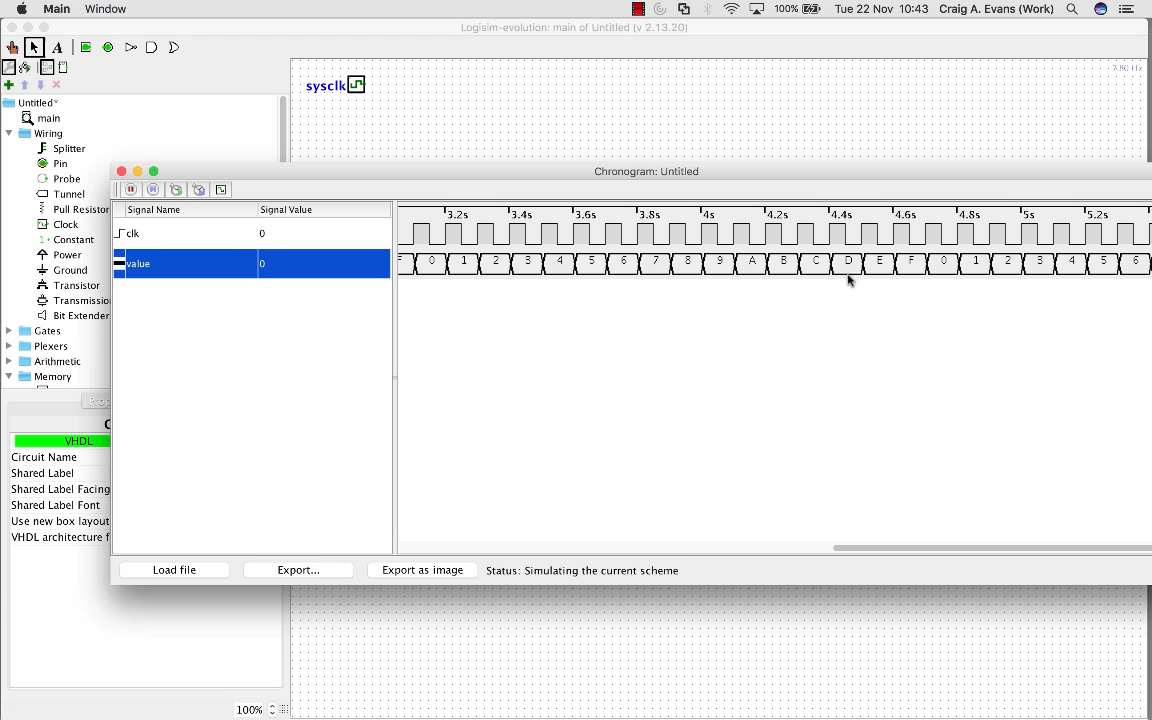 Main Window 100% Tue 22 Nov 10:43 Craig A. Evans (Work)
Logisim-evolution: main of Untitled (v 2.13.20)
A
7.80 Hz
sysclk
Untitled*
main
Wiring
Splitter
Pin
Probe
Tunnel
Pull Resistor
Clock
Constant
Power
Ground
Transistor
Transmissio
Bit Extender
Gates
Plexers
Arithmetic
Memory
Chronogram: Untitled
Signal Name Signal Value
3.2s 3.4s 3.6s 3.8s 4s 4.2s 4.4s 4.6s 4.8s 5s 5.2s
clk 0
value 0
F 0 1 2 3 4 5 6 7 8 9 A B C D E F 0 1 2 3 4 5 6
Prop
C
VHDL
Circuit Name
Shared Label
Shared Label Facing
Shared Label Font
Use new box layout
VHDL architecture f
Load file Export... Export as image Status: Simulating the current scheme
100%